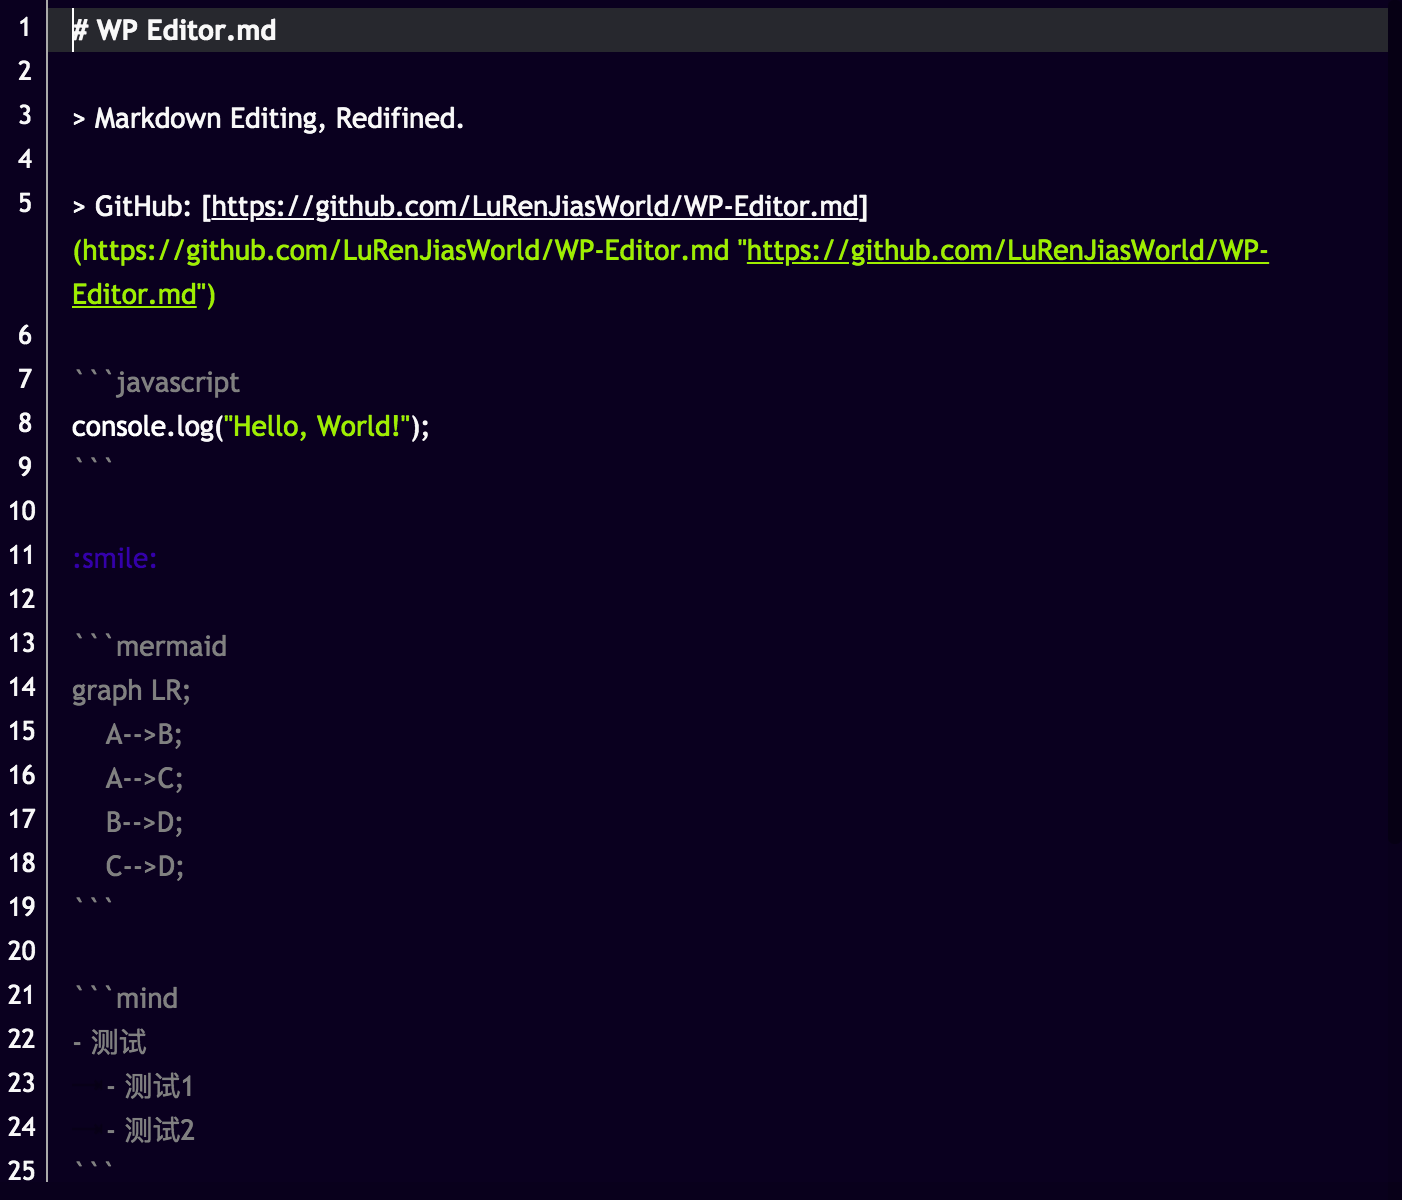 1 # WP Editor.md
2
3 > Markdown Editing, Redifined.
4
5 > GitHub: [https://github.com/LuRenJiasWorld/WP-Editor.md]
(https://github.com/LuRenJiasWorld/WP-Editor.md "https://github.com/LuRenJiasWorld/WP-
Editor.md")
6
7 ```javascript
8 console.log("Hello, World!");
9 ```
10
11 :smile:
12
13 ```mermaid
14 graph LR;
15     A-->B;
16     A-->C;
17     B-->D;
18     C-->D;
19 ```
20
21 ```mind
22 - 测试
23     - 测试1
24     - 测试2
25 ```